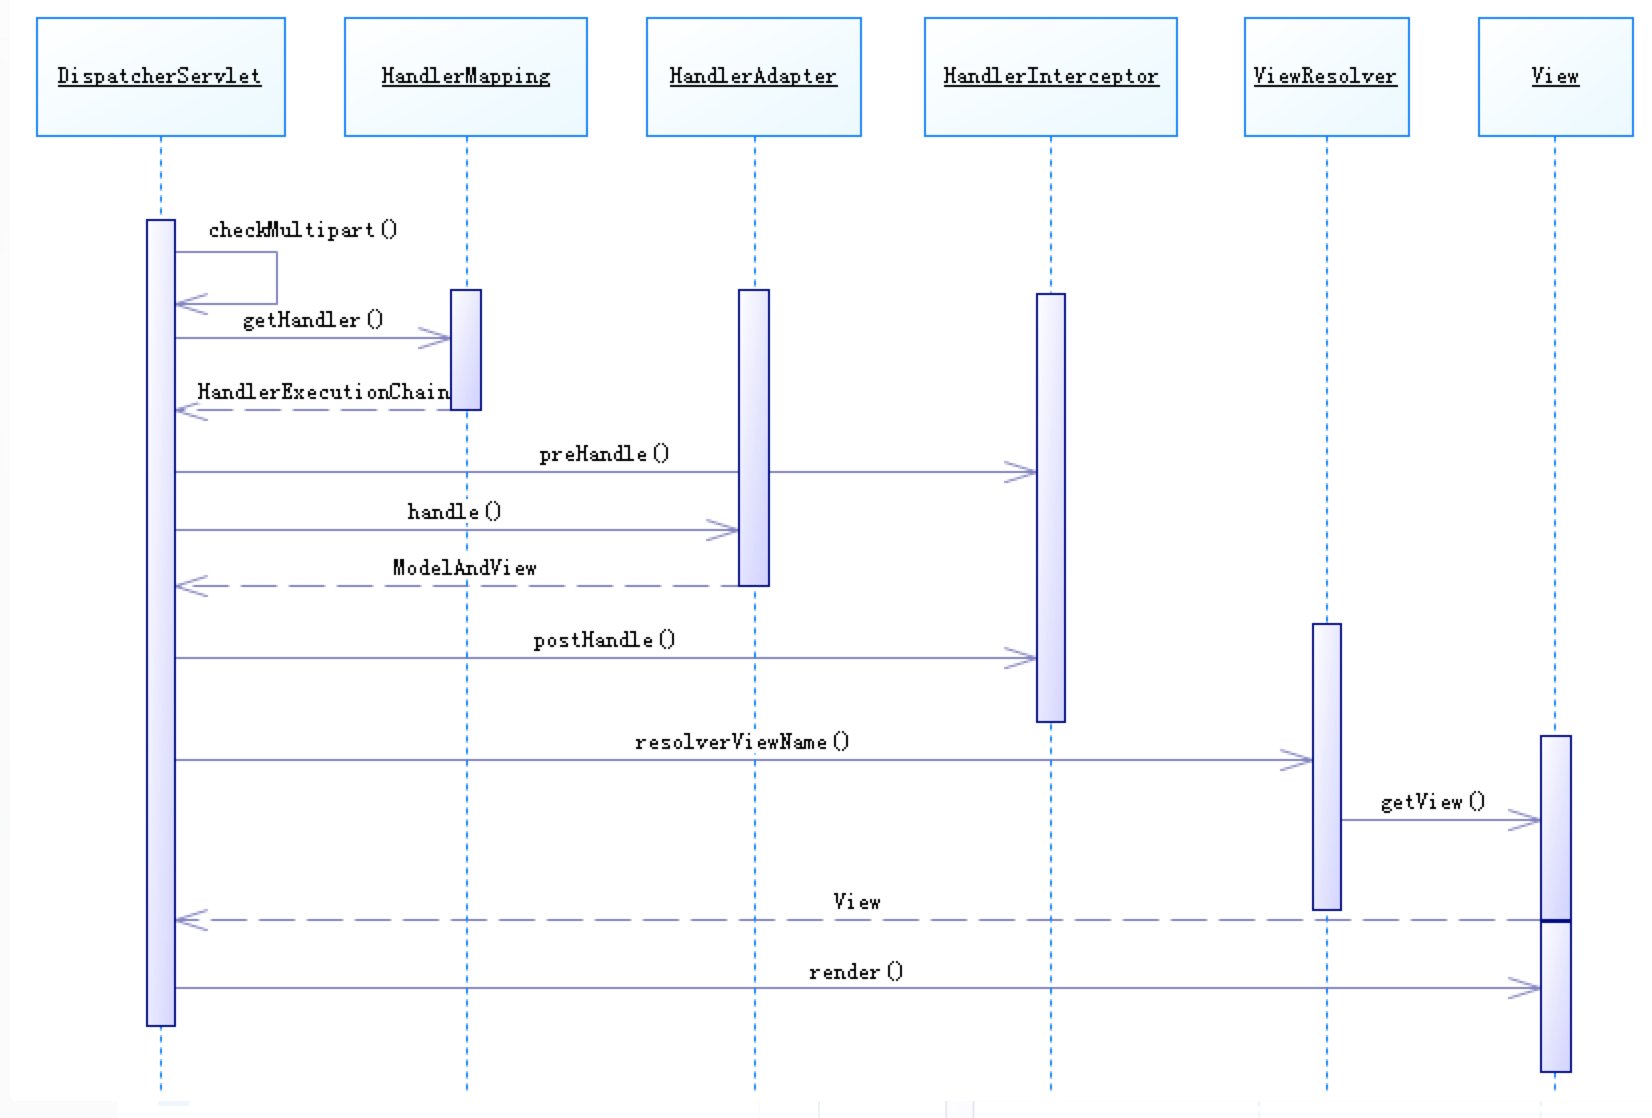 DispatcherServlet
HandlerMapping
HandlerAdapter
HandlerInterceptor
ViewResolver
View
checkMultipart()
getHandler()
HandlerExecutionChain
preHandle()
handle()
ModelAndView
postHandle()
resolverViewName()
getView()
View
render()